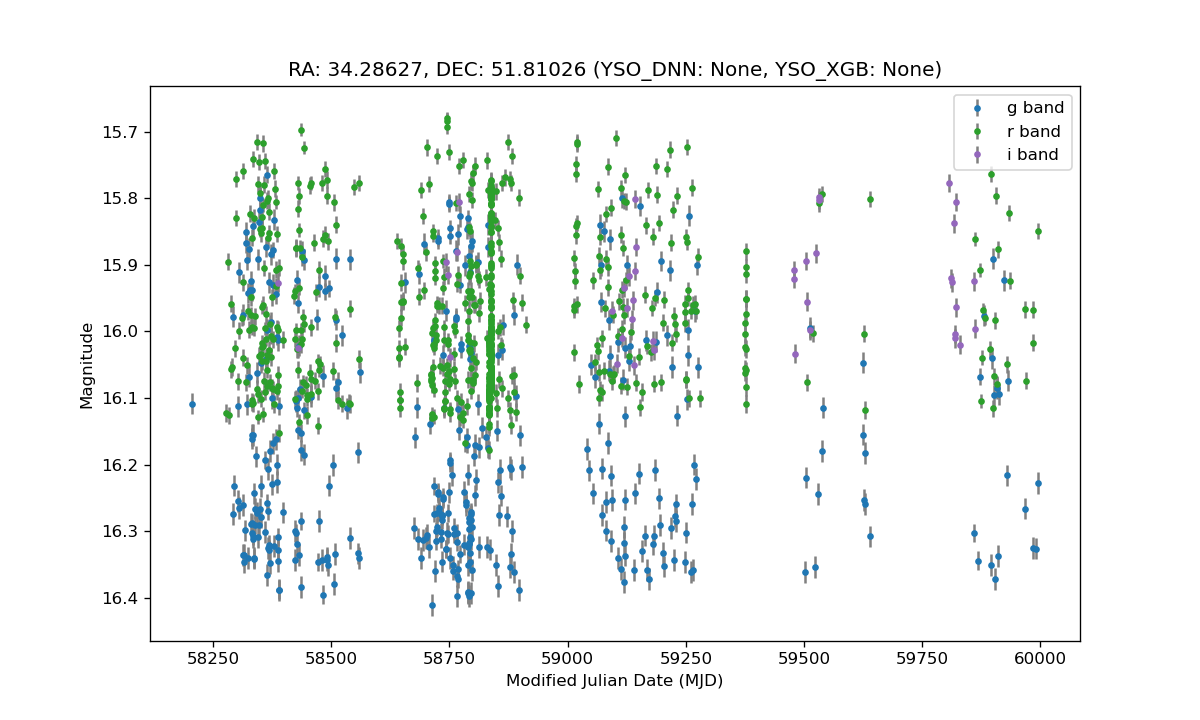 RA: 34.28627, DEC: 51.81026 (YSO_DNN: None, YSO_XGB: None)
g band
r band
i band
15.7
15.8
15.9
16.0
16.1
16.2
16.3
16.4
Magnitude
58250
58500
58750
59000
59250
59500
59750
60000
Modified Julian Date (MJD)